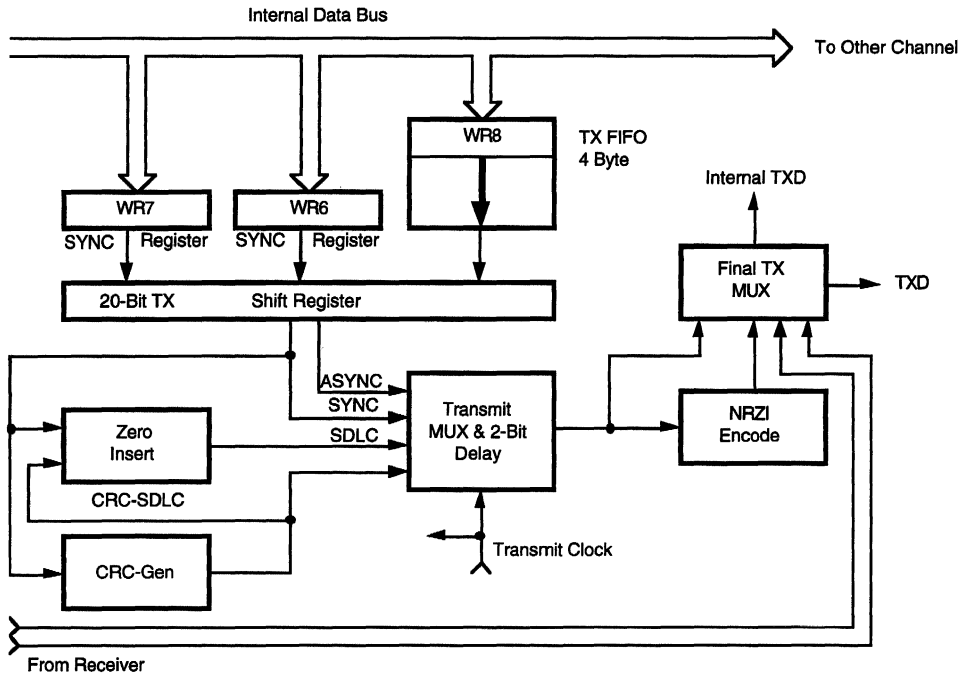 Internal Data Bus
To Other Channel
WR8
TX FIFO
4 Byte
WR7
WR6
SYNC Register
SYNC Register
Internal TXD
20-Bit TX Shift Register
Final TX
MUX
TXD
ASYNC
SYNC
SDLC
Zero
Insert
Transmit
MUX & 2-Bit
Delay
NRZI
Encode
CRC-SDLC
CRC-Gen
Transmit Clock
From Receiver